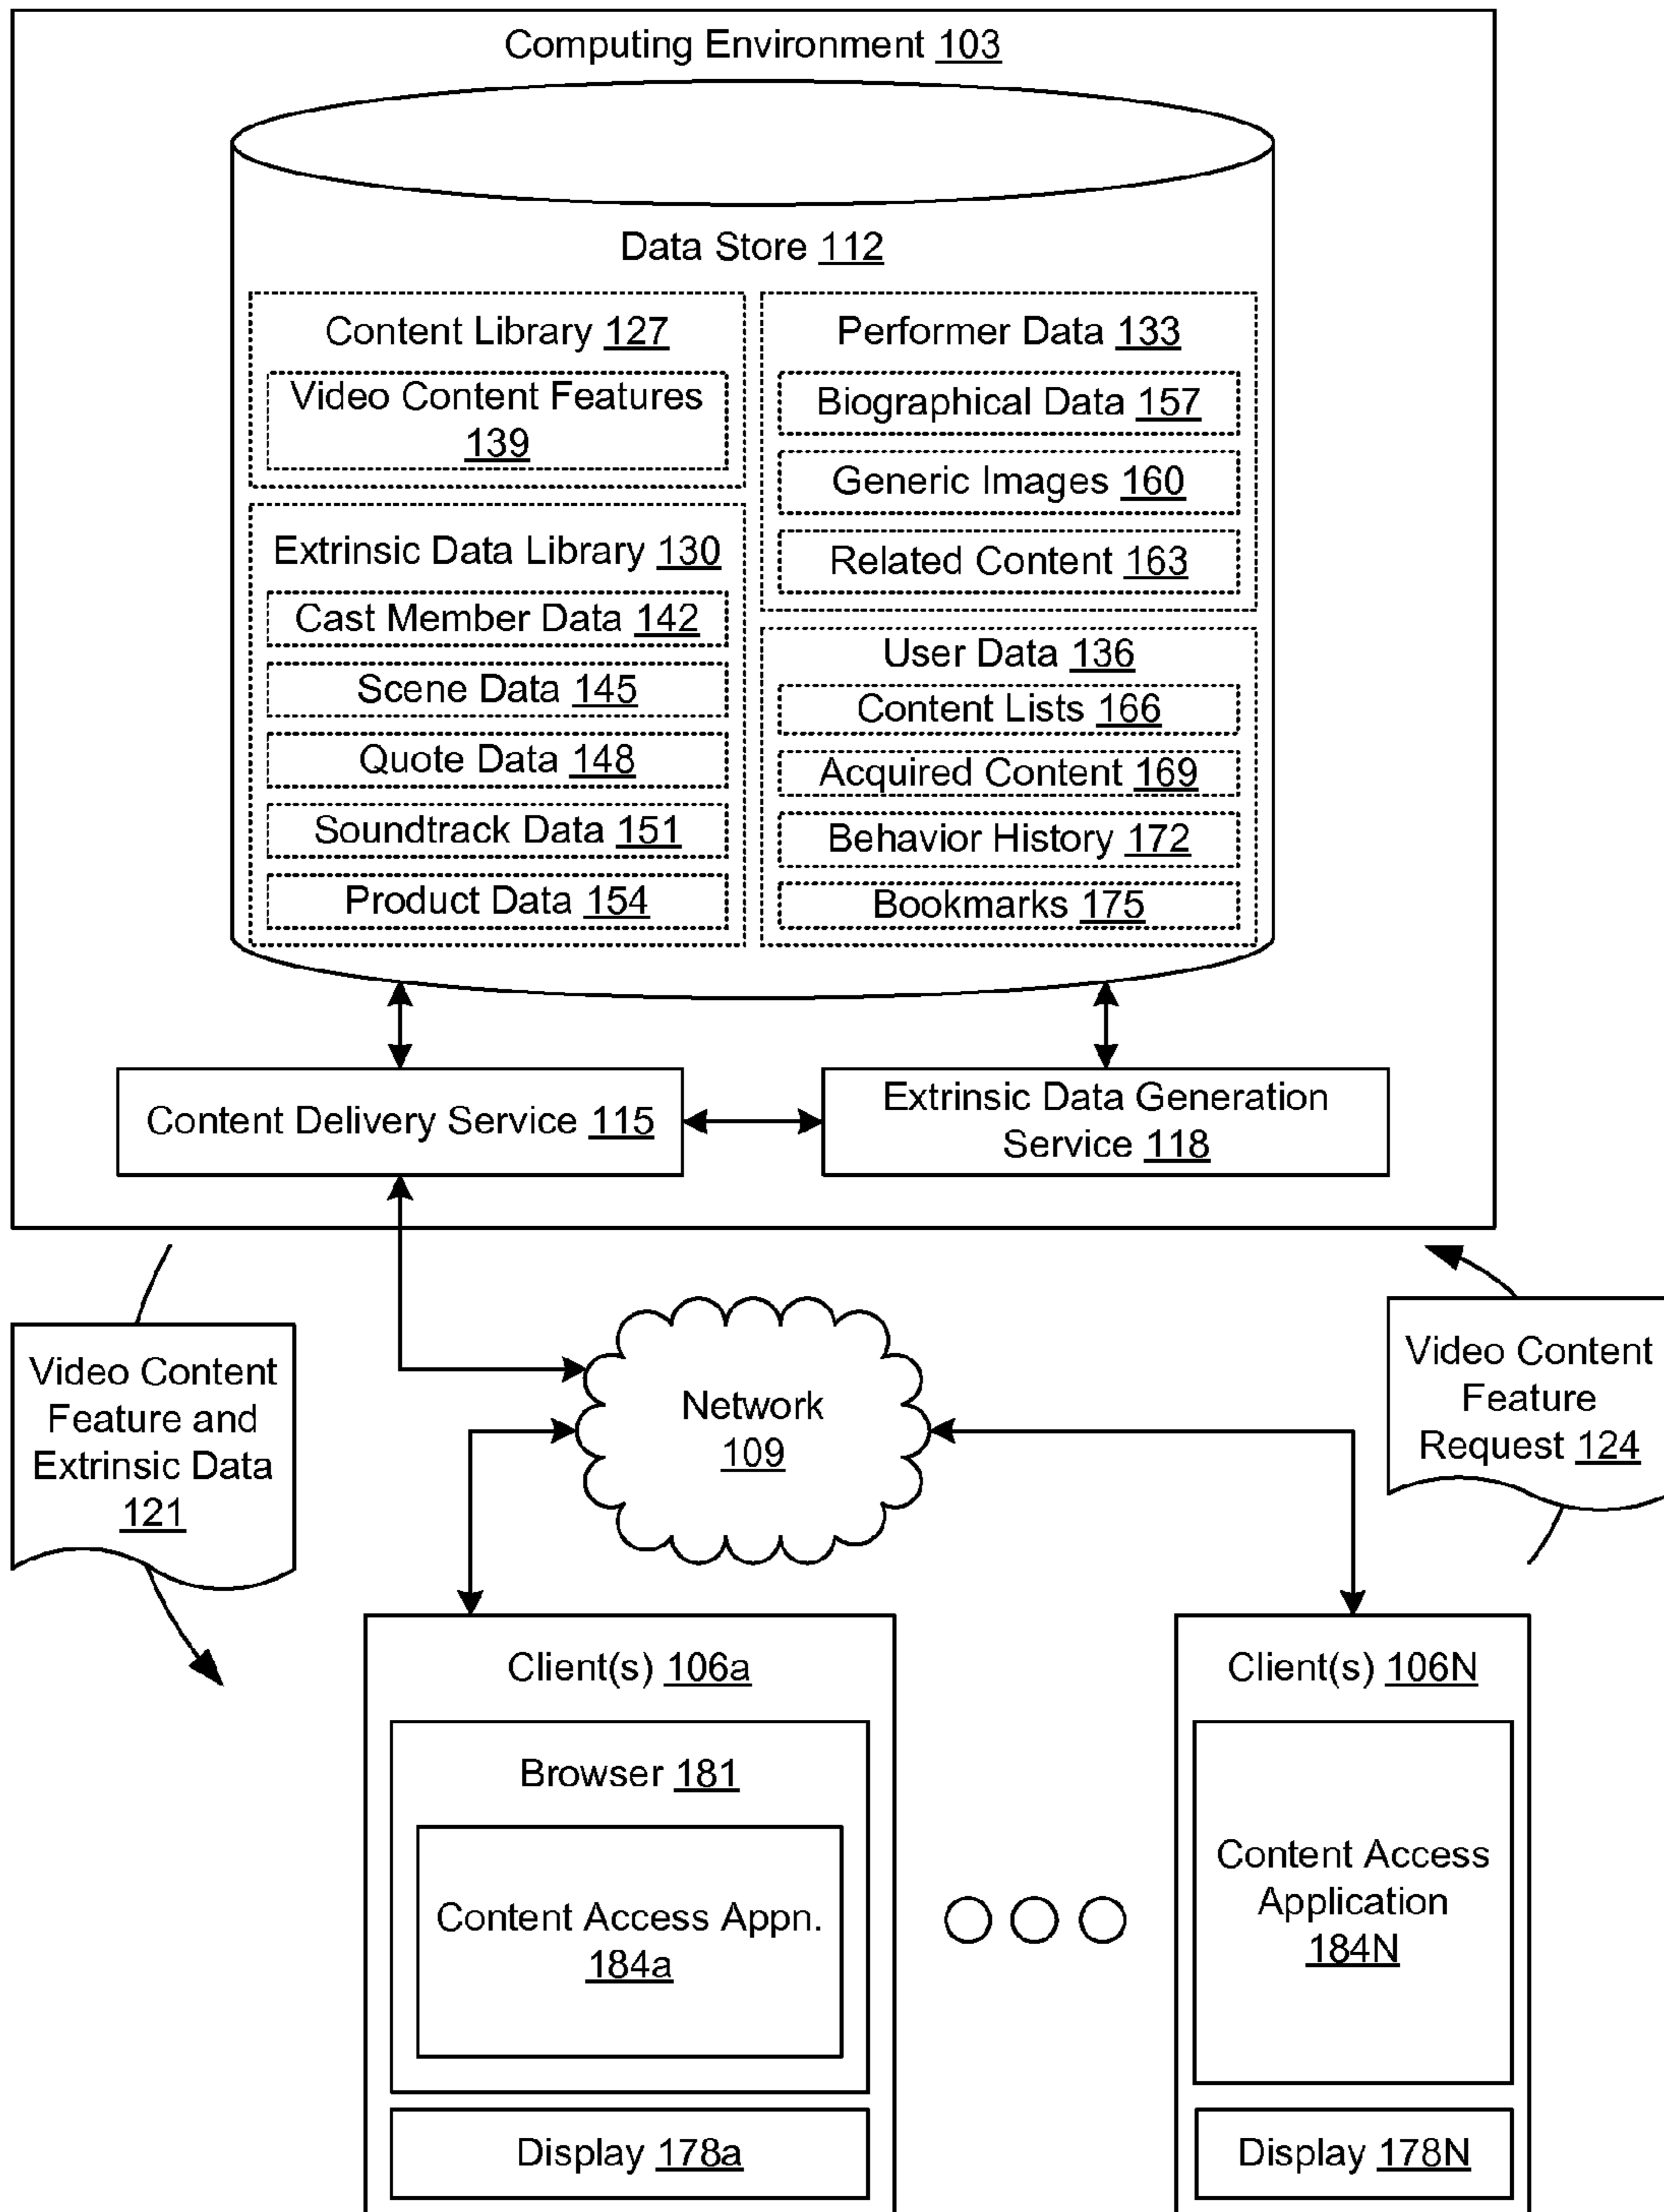 Computing Environment 103
Data Store 112
Content Library 127
Video Content Features
139
Extrinsic Data Library 130
Cast Member Data 142
Scene Data 145
Quote Data 148
Soundtrack Data 151
Product Data 154
Performer Data 133
Biographical Data 157
Generic Images 160
Related Content 163
User Data 136
Content Lists 166
Acquired Content 169
Behavior History 172
Bookmarks 175
Content Delivery Service 115
Extrinsic Data Generation
Service 118
Video Content
Feature and
Extrinsic Data
121
Network
109
Video Content
Feature
Request 124
Client(s) 106a
Browser 181
Content Access Appn.
184a
Display 178a
Client(s) 106N
Content Access
Application
184N
Display 178N